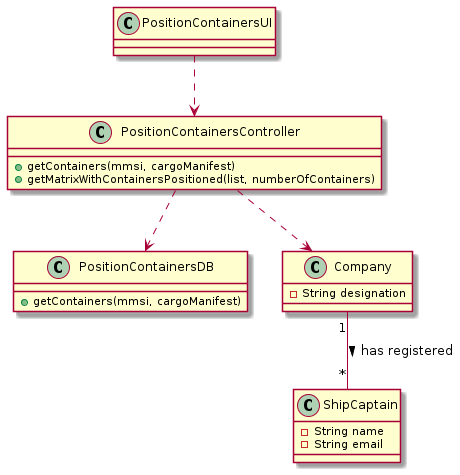 C PositionContainersUI
C PositionContainersController
getContainers(mmsi, cargoManifest)
getMatrixWithContainersPositioned(list, numberOfContainers)
C PositionContainersDB
getContainers(mmsi, cargoManifest)
C Company
String designation
1
has registered
*
C ShipCaptain
String name
String email